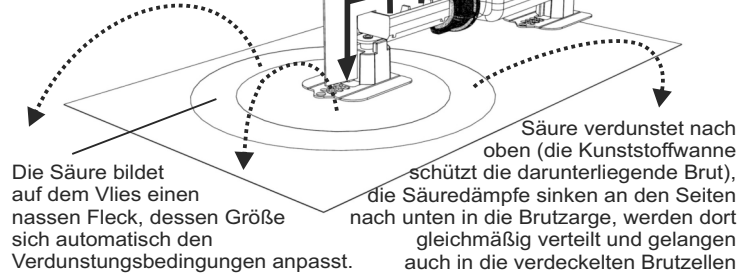 Die Säure bildet
auf dem Vlies einen
nassen Fleck, dessen Größe
sich automatisch den
Verdunstungsbedingungen anpasst.
Säure verdunstet nach
oben (die Kunststoffwanne
schützt die darunterliegende Brut),
die Säuredämpfe sinken an den Seiten
nach unten in die Brutzarge, werden dort
gleichmäßig verteilt und gelangen
auch in die verdeckelten Brutzellen